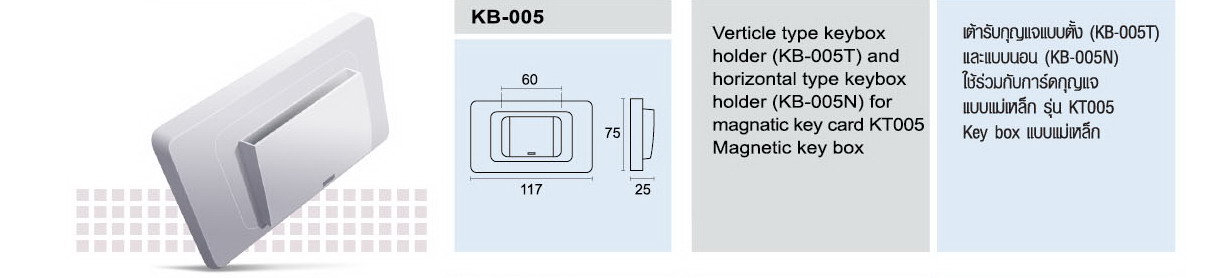 KB-005
60
75
117
25
Verticle type keybox
holder (KB-005T) and
horizontal type keybox
holder (KB-005N) for
magnatic key card KT005
Magnetic key box
เต้ารับกุญแจแบบตั้ง (KB-005T)
และแบบนอน (KB-005N)
ใช้ร่วมกับการ์ดกุญแจ
แบบแม่เหล็ก รุ่น KT005
Key box แบบแม่เหล็ก